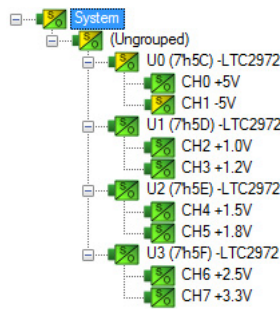 System
(Ungrouped)
U0 (7h5C) -LTC2972
CH0 +5V
CH1 -5V
U1 (7h5D) -LTC2972
CH2 +1.0V
CH3 +1.2V
U2 (7h5E) -LTC2972
CH4 +1.5V
CH5 +1.8V
U3 (7h5F) -LTC2972
CH6 +2.5V
CH7 +3.3V